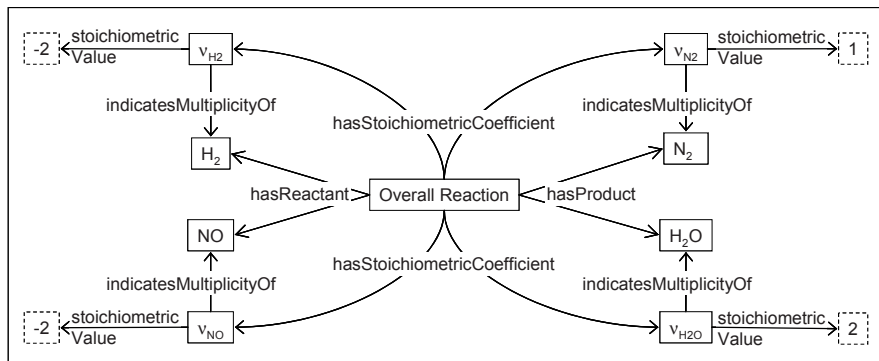 -2
stoichiometric
Value
νH2
νN2
stoichiometric
Value
1
indicatesMultiplicityOf
indicatesMultiplicityOf
hasStoichiometricCoefficient
H2
N2
hasReactant
Overall Reaction
hasProduct
NO
H2O
hasStoichiometricCoefficient
indicatesMultiplicityOf
indicatesMultiplicityOf
-2
stoichiometric
Value
νNO
νH2O
stoichiometric
Value
2